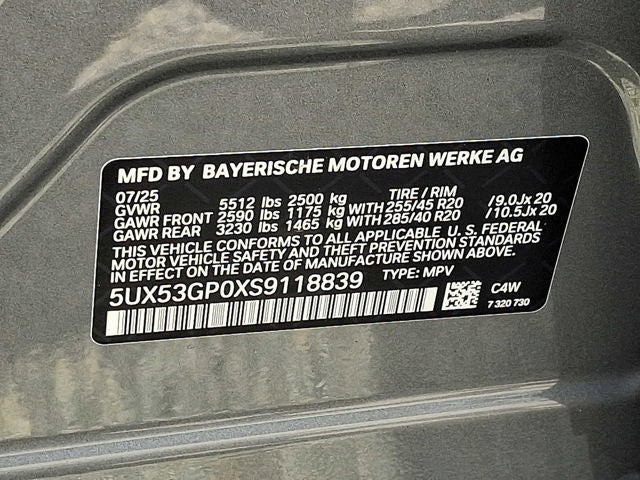 MFD BY BAYERISCHE MOTOREN WERKE AG
07/25 TIRE / RIM
GVWR 5512 lbs 2500 kg
GAWR FRONT 2590 lbs 1175 kg WITH 255/45 R20 /9.0Jx 20
GAWR REAR 3230 lbs 1465 kg WITH 285/40 R20 /10.5Jx 20
THIS VEHICLE CONFORMS TO ALL APPLICABLE U. S. FEDERAL
MOTOR VEHICLE SAFETY AND THEFT PREVENTION STANDARDS
IN EFFECT ON THE DATE OF MANUFACTURE SHOWN ABOVE.
5UX53GP0XS9118839 TYPE: MPV
C4W
7 320 730